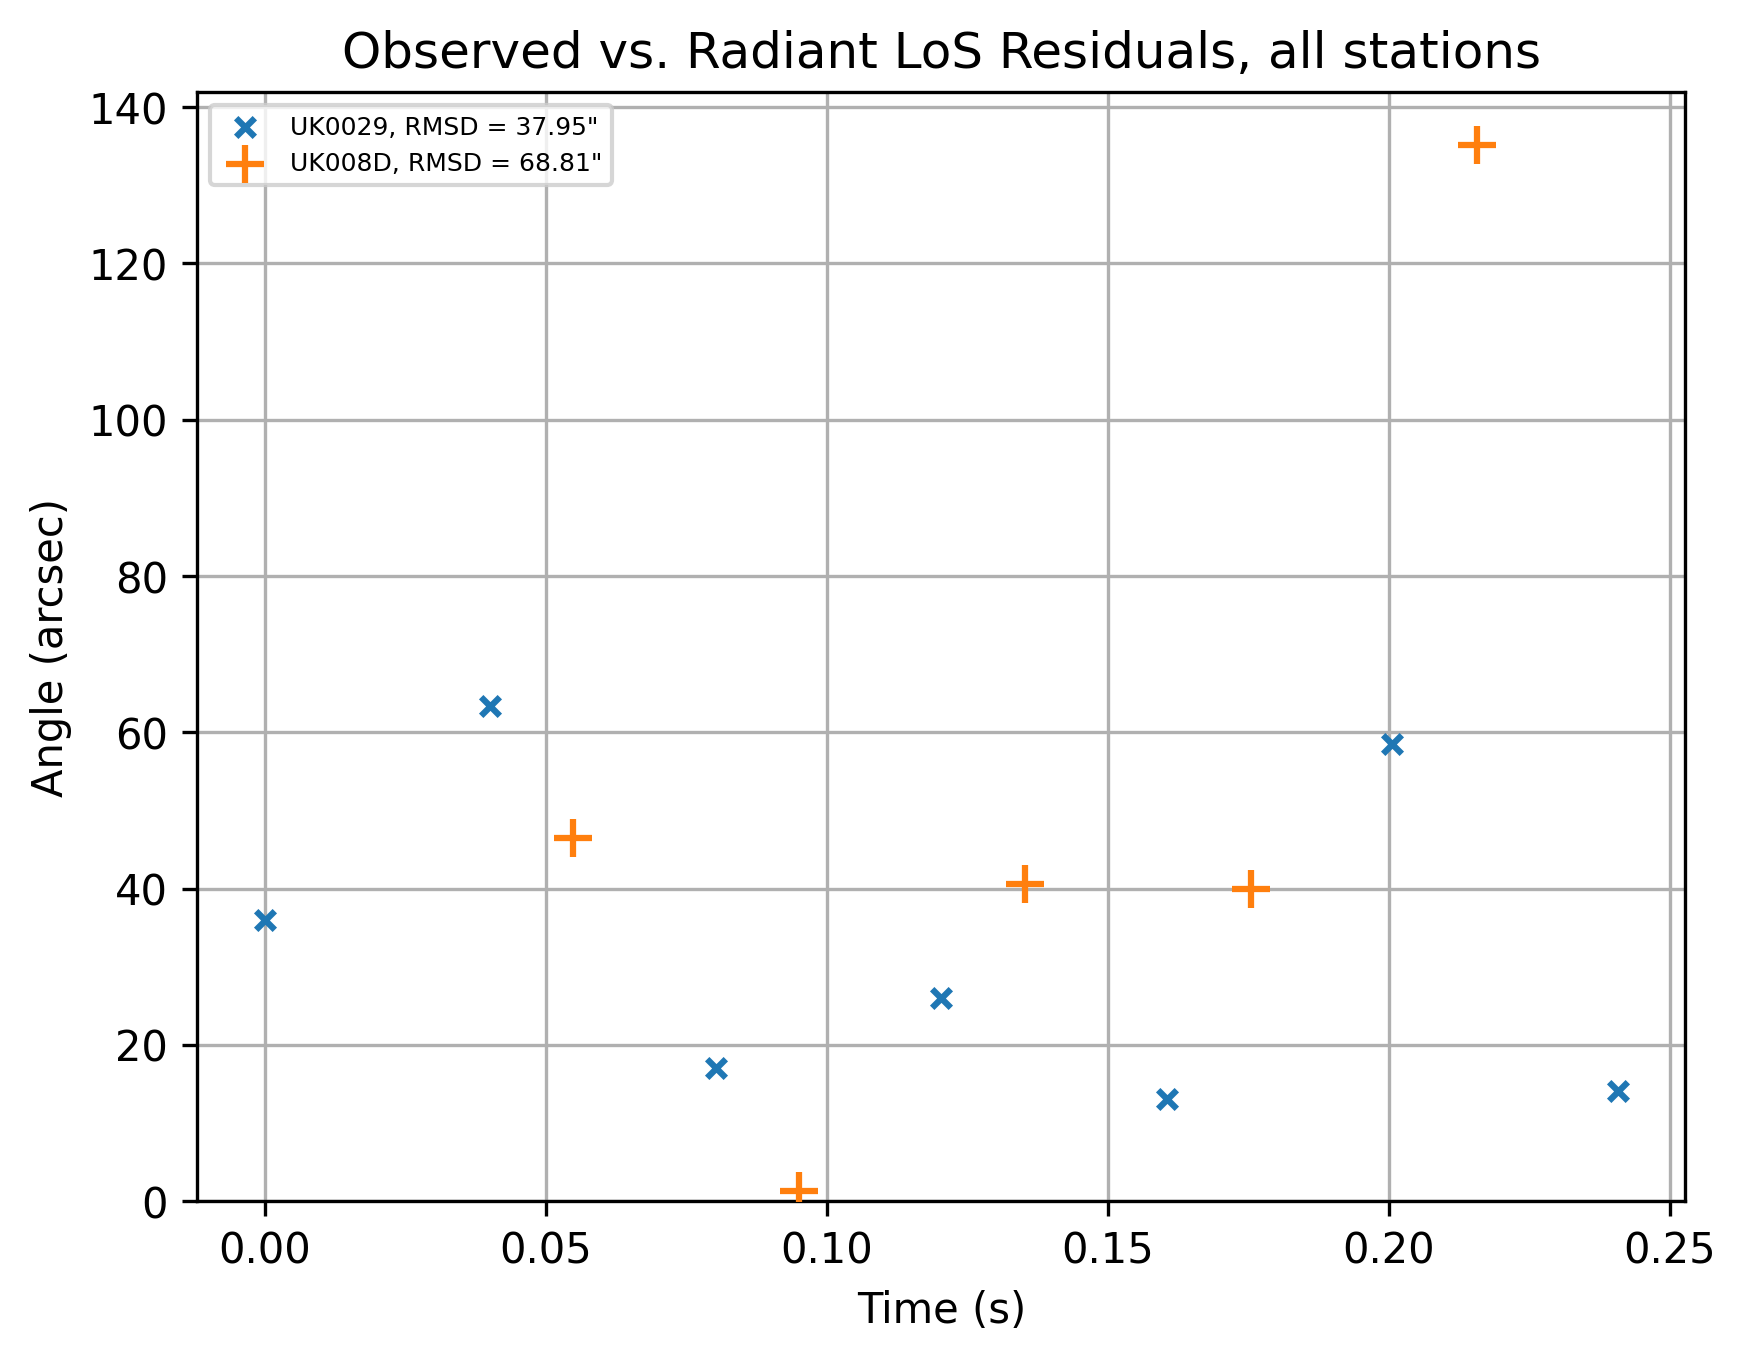 Observed vs. Radiant LoS Residuals, all stations
UK0029, RMSD = 37.95"
UK008D, RMSD = 68.81"
Angle (arcsec)
140
120
100
80
60
40
20
0
0.00 0.05 0.10 0.15 0.20 0.25
Time (s)